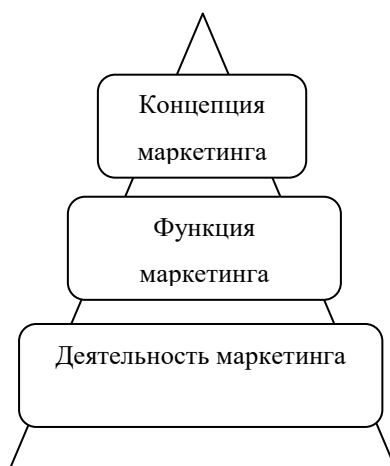 Концепция
маркетинга
Функция
маркетинга
Деятельность маркетинга